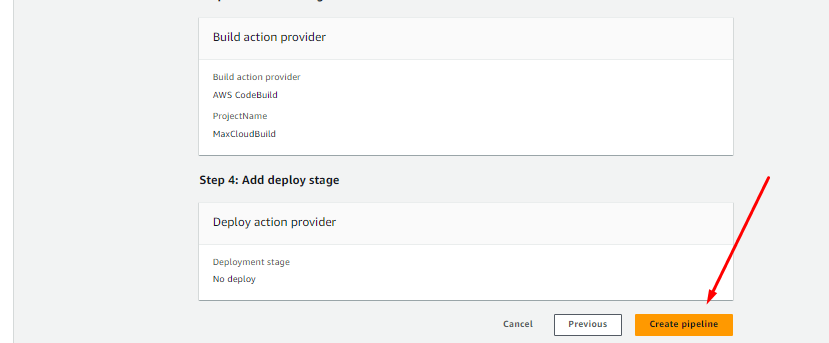 Build action provider
Build action provider
AWS CodeBuild
ProjectName
MaxCloudBuild
Step 4: Add deploy stage
Deploy action provider
Deployment stage
No deploy
Cancel Previous Create pipeline